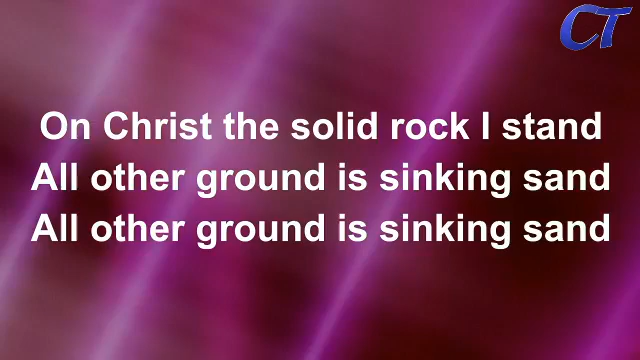 CT
On Christ the solid rock I stand
All other ground is sinking sand
All other ground is sinking sand